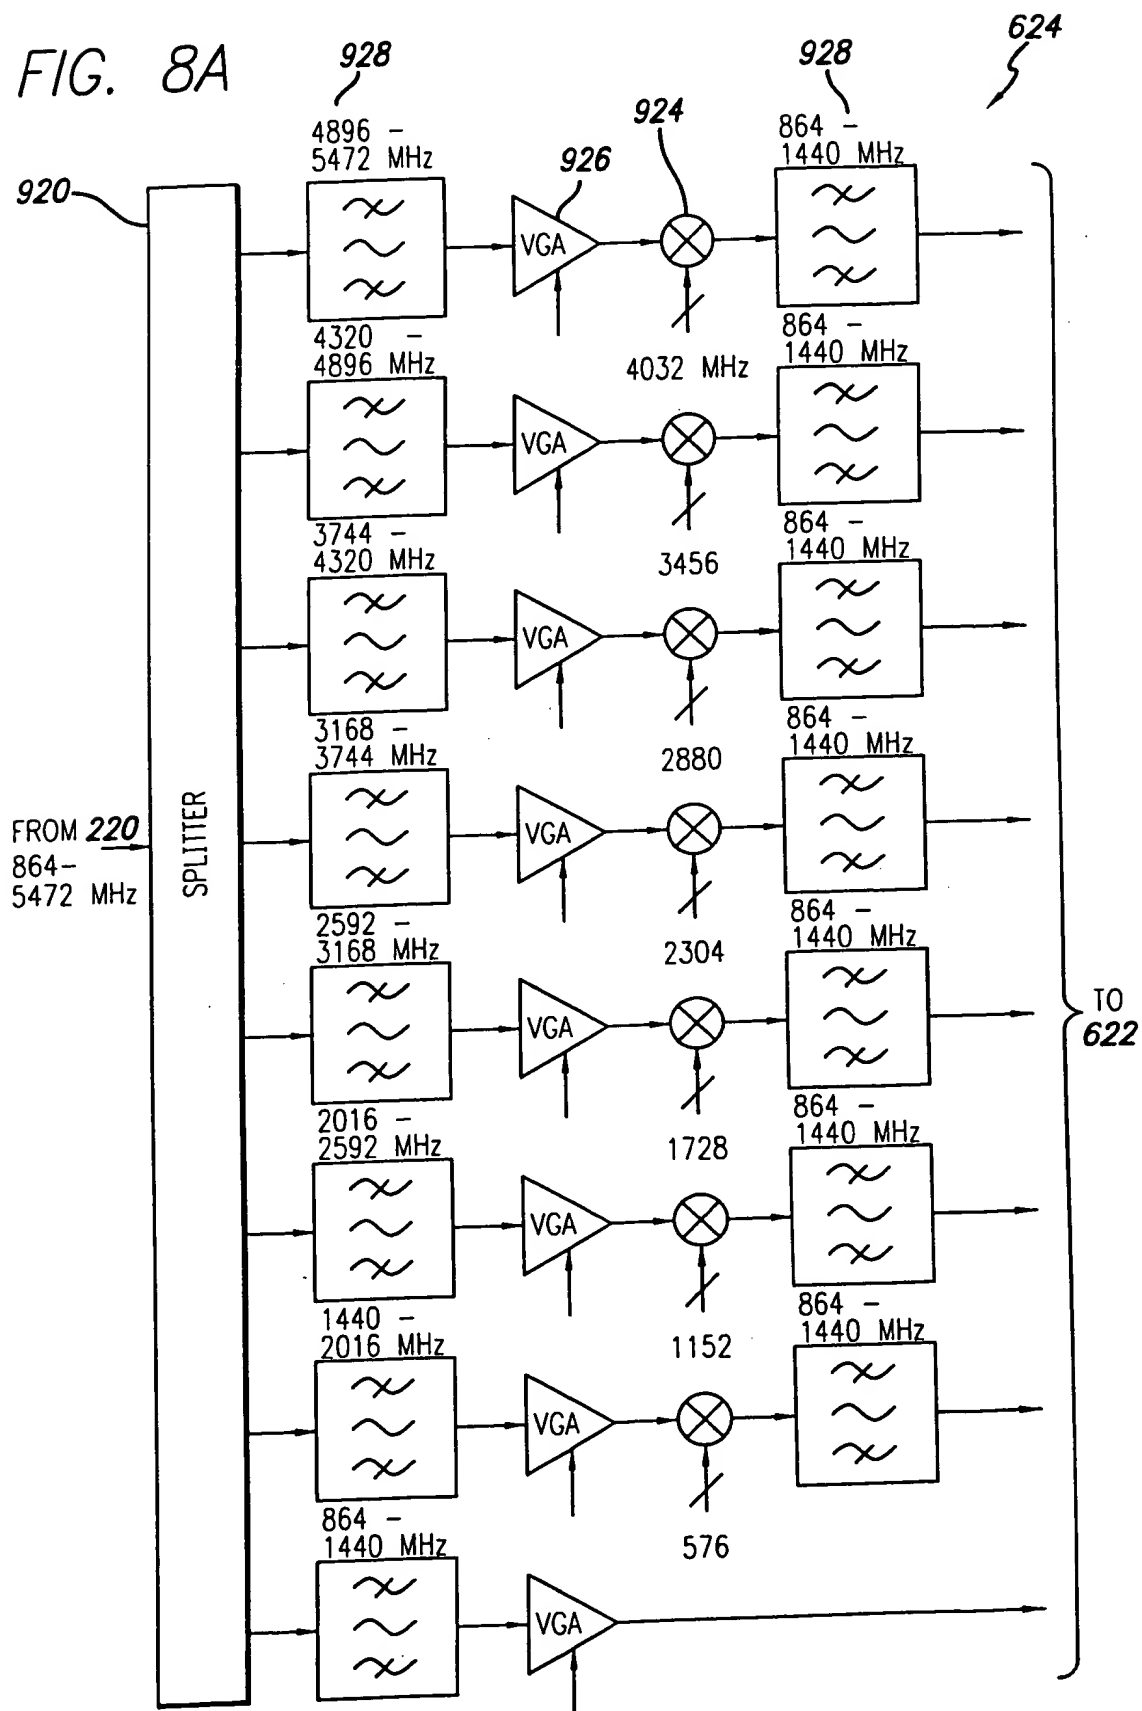 FIG. 8A
928
928
624
924
926
920
4896 -
5472 MHz
864 -
1440 MHz
VGA
4032 MHz
4320 -
4896 MHz
864 -
1440 MHz
VGA
3456
3744 -
4320 MHz
864 -
1440 MHz
VGA
2880
3168 -
3744 MHz
864 -
1440 MHz
VGA
2304
SPLITTER
FROM 220
864-
5472 MHz
2592 -
3168 MHz
864 -
1440 MHz
VGA
1728
TO
622
2016 -
2592 MHz
864 -
1440 MHz
VGA
1152
1440 -
2016 MHz
864 -
1440 MHz
VGA
576
864 -
1440 MHz
VGA